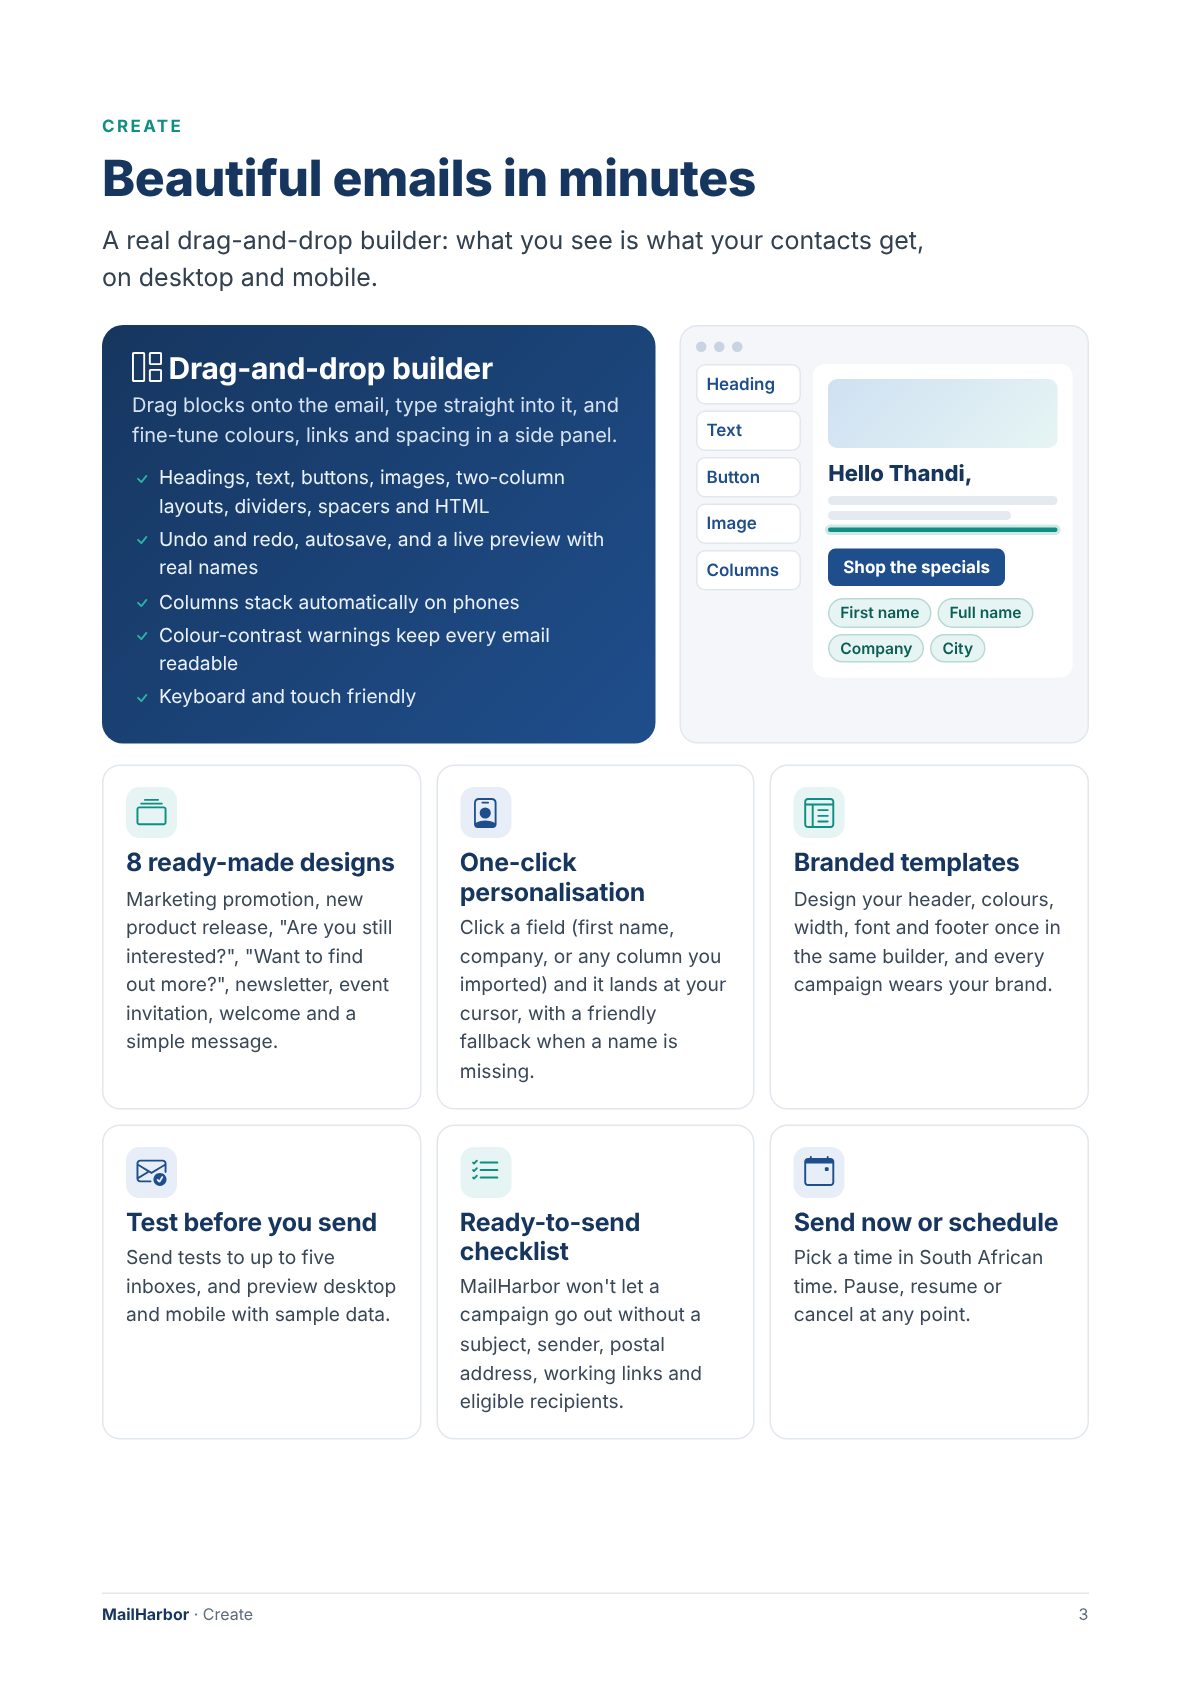 CREATE
Beautiful emails in minutes
A real drag-and-drop builder: what you see is what your contacts get,
on desktop and mobile.
Drag-and-drop builder
Drag blocks onto the email, type straight into it, and
fine-tune colours, links and spacing in a side panel.
Headings, text, buttons, images, two-column
layouts, dividers, spacers and HTML
Undo and redo, autosave, and a live preview with
real names
Columns stack automatically on phones
Colour-contrast warnings keep every email
readable
Keyboard and touch friendly
Heading
Text
Button
Image
Columns
Hello Thandi,
Shop the specials
First name
Full name
Company
City
8 ready-made designs
Marketing promotion, new
product release, "Are you still
interested?", "Want to find
out more?", newsletter, event
invitation, welcome and a
simple message.
One-click
personalisation
Click a field (first name,
company, or any column you
imported) and it lands at your
cursor, with a friendly
fallback when a name is
missing.
Branded templates
Design your header, colours,
width, font and footer once in
the same builder, and every
campaign wears your brand.
Test before you send
Send tests to up to five
inboxes, and preview desktop
and mobile with sample data.
Ready-to-send
checklist
MailHarbor won't let a
campaign go out without a
subject, sender, postal
address, working links and
eligible recipients.
Send now or schedule
Pick a time in South African
time. Pause, resume or
cancel at any point.
MailHarbor · Create
3